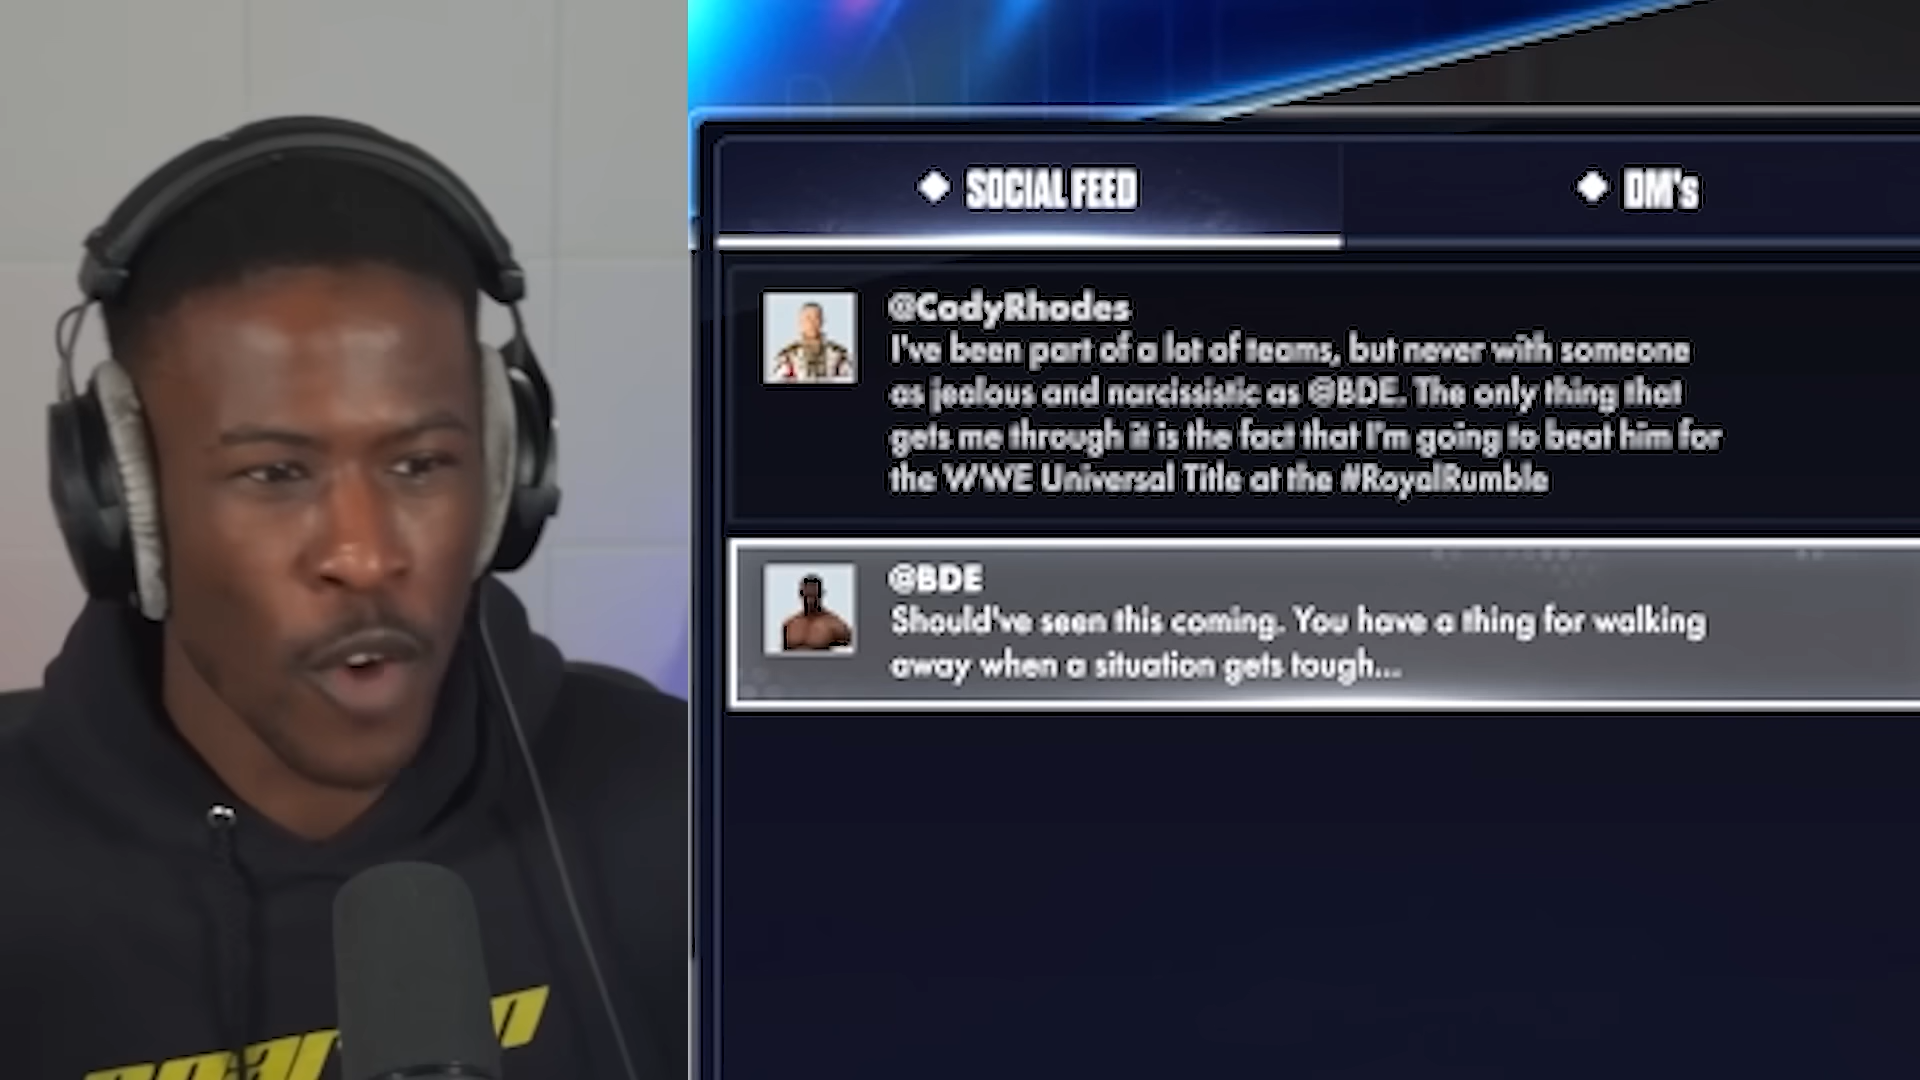 SOCIAL FEED
DM's
@CodyRhodes
I've been part of a lot of teams, but never with someone
as jealous and narcissistic as @BDE. The only thing that
gets me through it is the fact that I'm going to beat him for
the WWE Universal Title at the #RoyalRumble
@BDE
Should've seen this coming. You have a thing for walking
away when a situation gets tough...